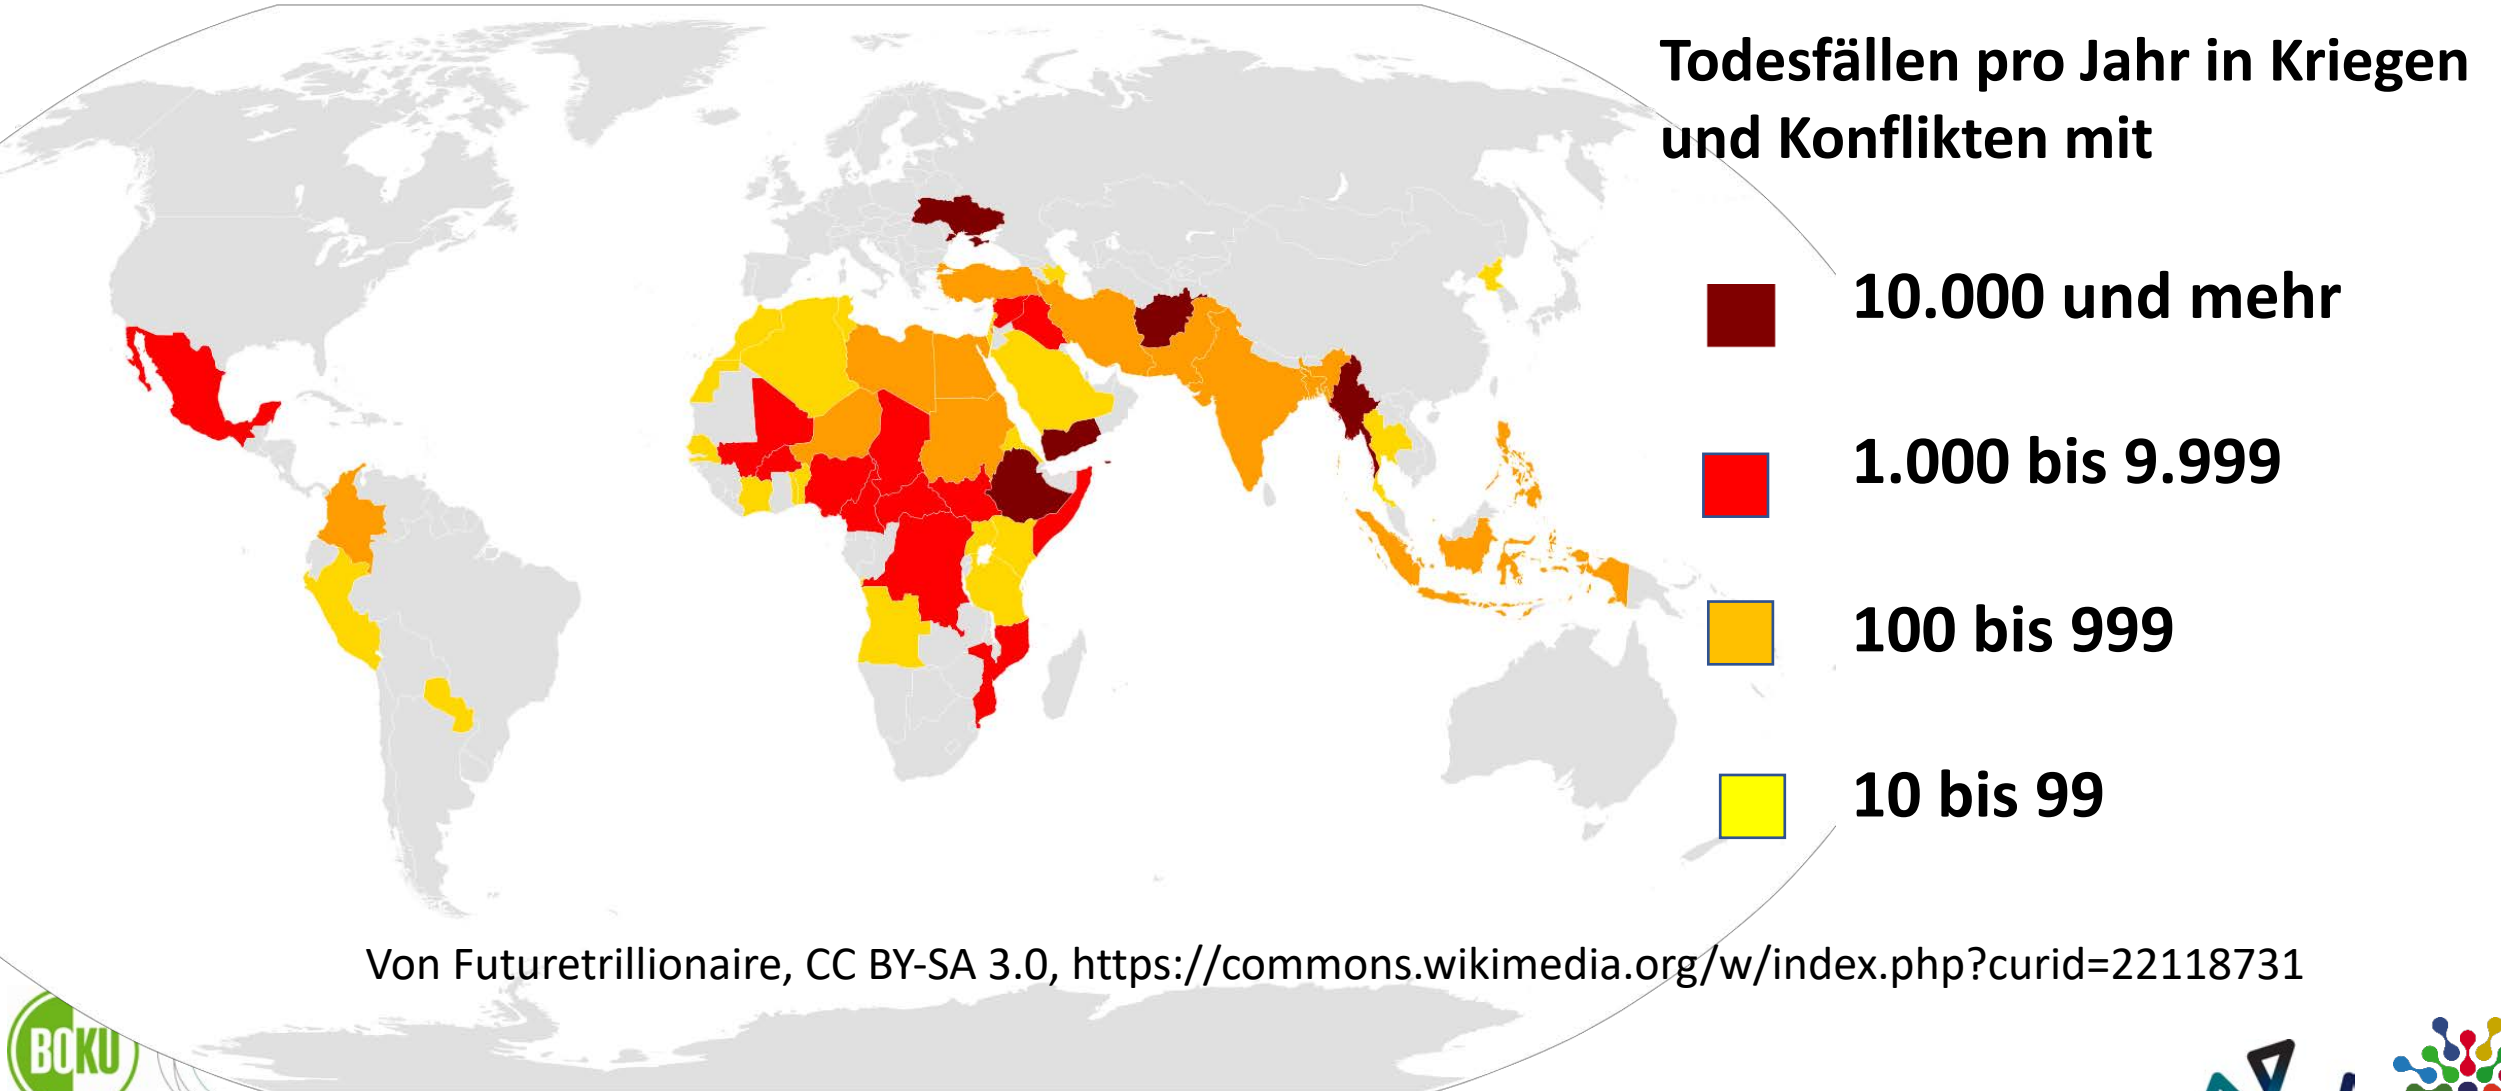 Todesfällen pro Jahr in Kriegen
und Konflikten mit
10.000 und mehr
1.000 bis 9.999
100 bis 999
10 bis 99
Von Futuretrillionaire, CC BY-SA 3.0, https://commons.wikimedia.org/w/index.php?curid=22118731
BOKU